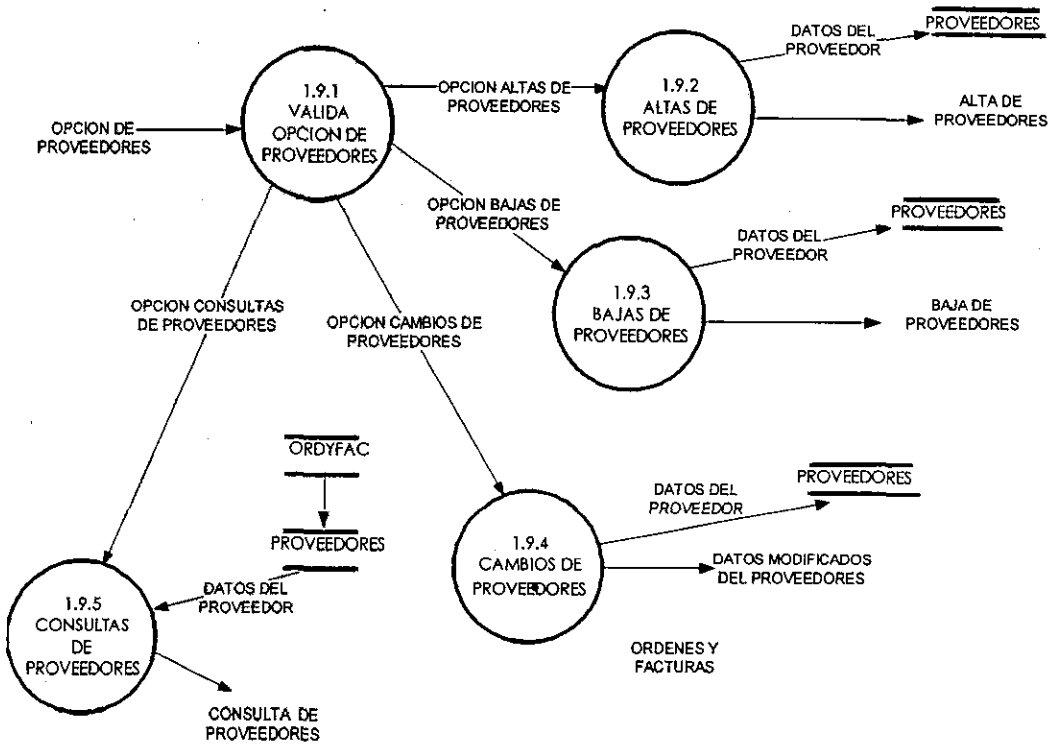 PROVEEDORES
DATOS DEL
PROVEEDOR
1.9.1
VALIDA
OPCION DE
PROVEEDORES
OPCION ALTAS DE
PROVEEDORES
1.9.2
ALTAS DE
PROVEEDORES
ALTA DE
PROVEEDORES
OPCION DE
PROVEEDORES
OPCION BAJAS DE
PROVEEDORES
PROVEEDORES
DATOS DEL
PROVEEDOR
1.9.3
BAJAS DE
PROVEEDORES
BAJA DE
PROVEEDORES
OPCION CONSULTAS
DE PROVEEDORES
OPCION CAMBIOS DE
PROVEEDORES
ORDYFAC
PROVEEDORES
DATOS DEL
PROVEEDOR
PROVEEDORES
DATOS DEL
PROVEEDOR
1.9.4
CAMBIOS DE
PROVEEDORES
DATOS MODIFICADOS
DEL PROVEEDORES
1.9.5
CONSULTAS
DE
PROVEEDORES
ORDENES Y
FACTURAS
CONSULTA DE
PROVEEDORES